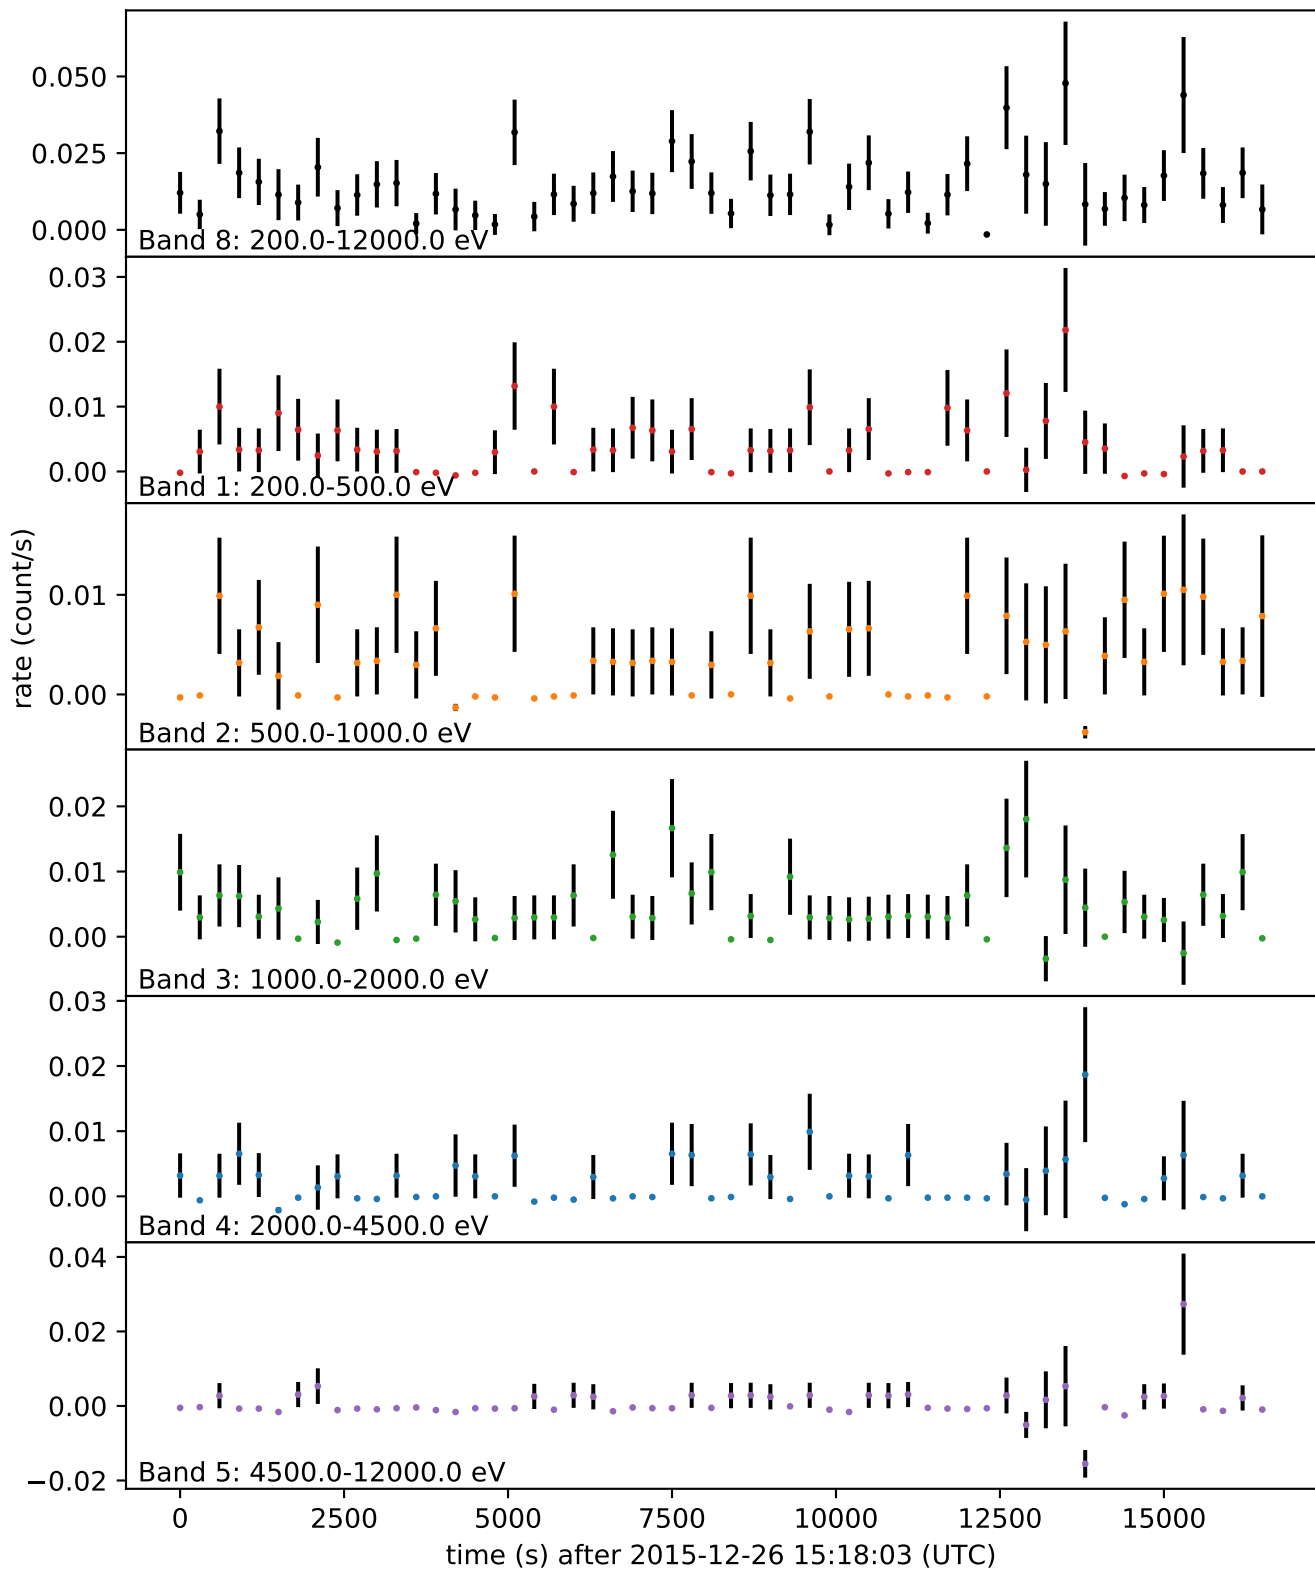 0.050
0.025
0.000
Band 8: 200.0-12000.0 eV
0.03
0.02
0.01
0.00
Band 1: 200.0-500.0 eV
rate (count/s)
0.01
0.00
Band 2: 500.0-1000.0 eV
0.02
0.01
0.00
Band 3: 1000.0-2000.0 eV
0.03
0.02
0.01
0.00
Band 4: 2000.0-4500.0 eV
0.04
0.02
0.00
−0.02
Band 5: 4500.0-12000.0 eV
0 2500 5000 7500 10000 12500 15000
time (s) after 2015-12-26 15:18:03 (UTC)